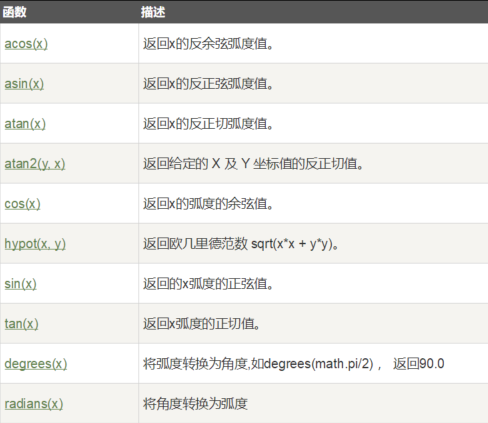 函数 描述
acos(x) 返回x的反余弦弧度值。
asin(x) 返回x的反正弦弧度值。
atan(x) 返回x的反正切弧度值。
atan2(y, x) 返回给定的 X 及 Y 坐标值的反正切值。
cos(x) 返回x的弧度的余弦值。
hypot(x, y) 返回欧几里德范数 sqrt(x*x + y*y)。
sin(x) 返回的x弧度的正弦值。
tan(x) 返回x弧度的正切值。
degrees(x) 将弧度转换为角度,如degrees(math.pi/2) ， 返回90.0
radians(x) 将角度转换为弧度